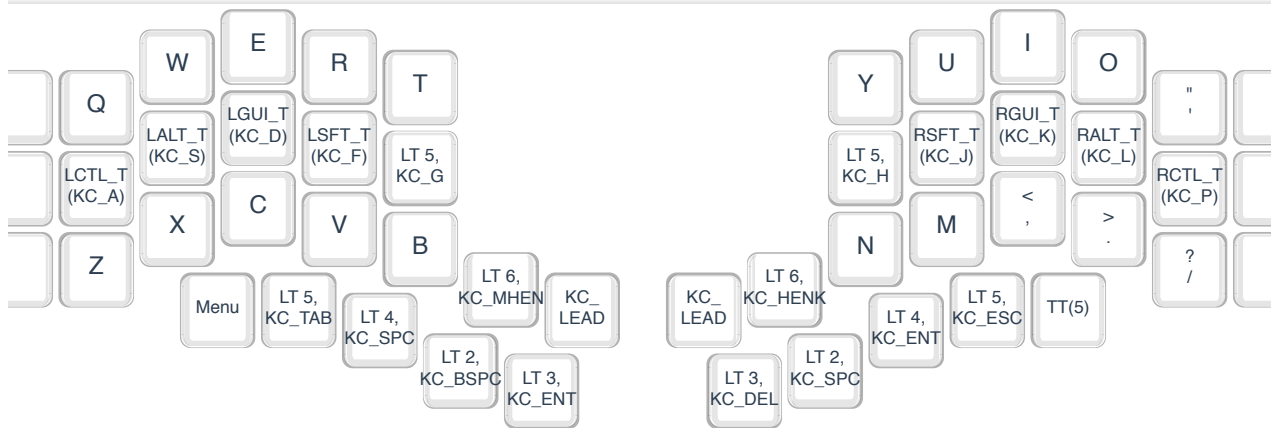 Q
W
E
R
T
LCTL_T
(KC_A)
LALT_T
(KC_S)
LGUI_T
(KC_D)
LSFT_T
(KC_F)
LT 5,
KC_G
Z
X
C
V
B
Menu
LT 5,
KC_TAB
LT 4,
KC_SPC
LT 2,
KC_BSPC
LT 3,
KC_ENT
LT 6,
KC_MHEN
KC_
LEAD
Y
U
I
O
"
'
LT 5,
KC_H
RSFT_T
(KC_J)
RGUI_T
(KC_K)
RALT_T
(KC_L)
RCTL_T
(KC_P)
N
M
<
,
>
.
?
/
KC_
LEAD
LT 6,
KC_HENK
LT 3,
KC_DEL
LT 2,
KC_SPC
LT 4,
KC_ENT
LT 5,
KC_ESC
TT(5)